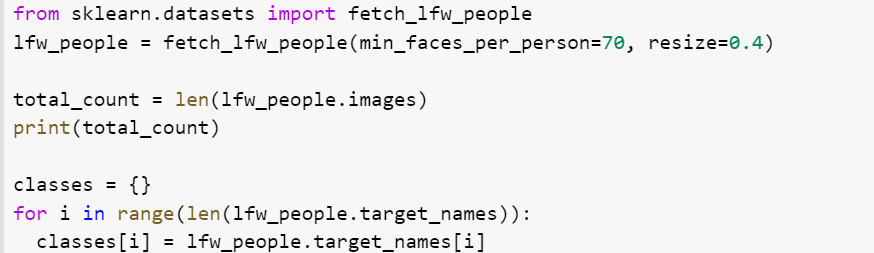 from sklearn.datasets import fetch_lfw_people
lfw_people = fetch_lfw_people(min_faces_per_person=70, resize=0.4)

total_count = len(lfw_people.images)
print(total_count)

classes = {}
for i in range(len(lfw_people.target_names)):
  classes[i] = lfw_people.target_names[i]